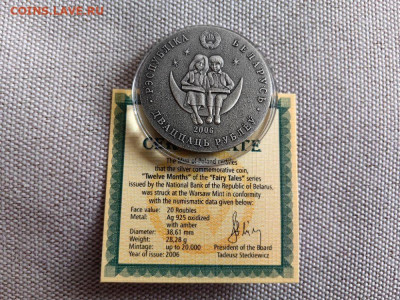 COINS.LAVE.RU
РЭСПУБЛІКА БЕЛАРУСЬ
2006
ДВАЦЦАЦЬ РУБЛЁЎ
CERTIFICATE
The Mint of Poland certifies
that the silver commemorative coin,
"Twelve Months" of the "Fairy Tales" series
issued by the National Bank of the Republic of Belarus,
was struck at the Warsaw Mint in conformity
with the numismatic data given below:
Face value: 20 Roubles
Metal: Ag 925 oxidized
with amber
Diameter: 38,61 mm
Weight: 28,28 g
Mintage: up to 20.000
Year of issue: 2006
President of the Board
Tadeusz Steckiewicz